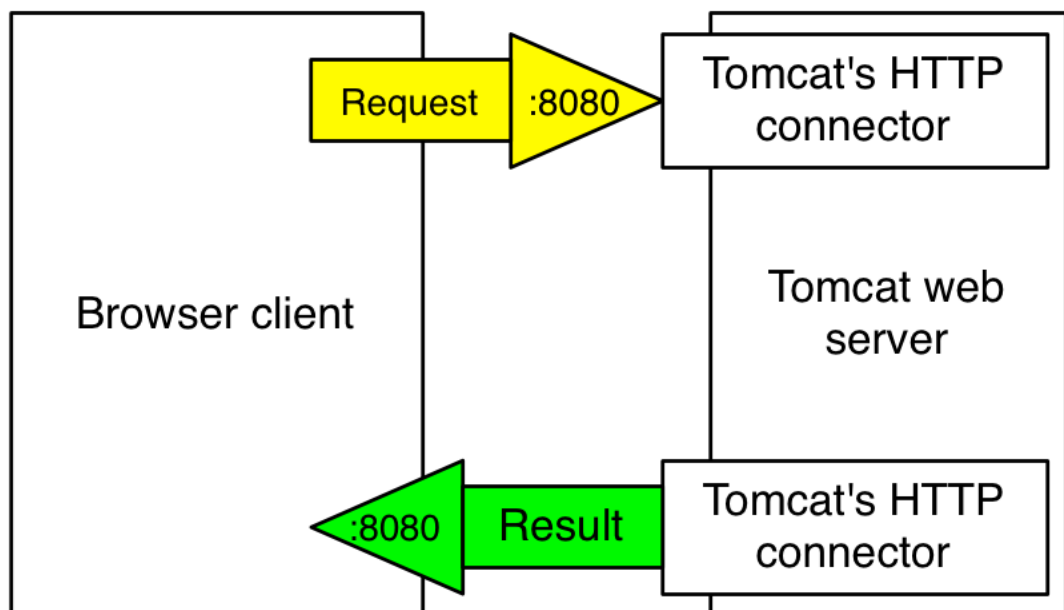 Request :8080
Tomcat's HTTP
connector
Browser client
Tomcat web
server
:8080 Result
Tomcat's HTTP
connector